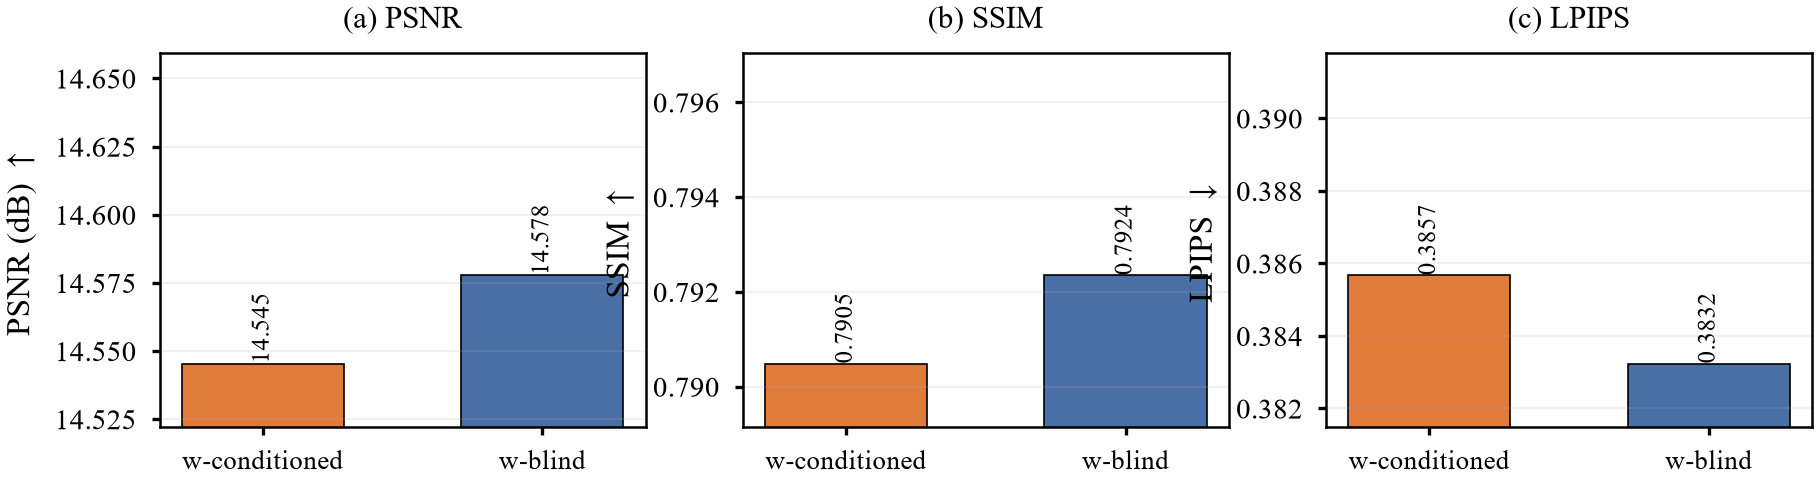 (a) PSNR
PSNR (dB) ↑
14.650
14.625
14.600
14.575
14.550
14.525
14.545
14.578
w-conditioned
w-blind
(b) SSIM
SSIM ↑
0.796
0.794
0.792
0.790
0.7905
0.7924
w-conditioned
w-blind
(c) LPIPS
LPIPS ↓
0.390
0.388
0.386
0.384
0.382
0.3857
0.3832
w-conditioned
w-blind